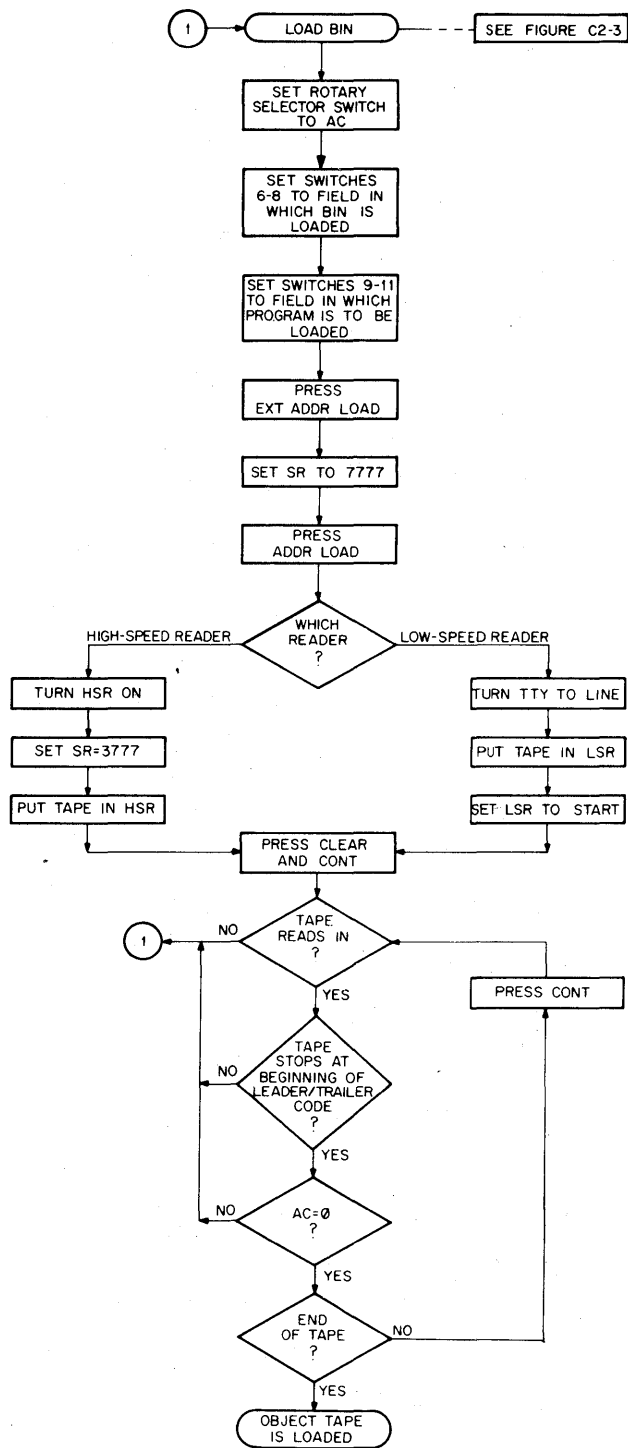 1
LOAD BIN
SEE FIGURE C2-3
SET ROTARY
SELECTOR SWITCH
TO AC
SET SWITCHES
6-8 TO FIELD IN
WHICH BIN IS
LOADED
SET SWITCHES 9-11
TO FIELD IN WHICH
PROGRAM IS TO BE
LOADED
PRESS
EXT ADDR LOAD
SET SR TO 7777
PRESS
ADDR LOAD
WHICH
READER
?
HIGH-SPEED READER
LOW-SPEED READER
TURN HSR ON
SET SR=3777
PUT TAPE IN HSR
TURN TTY TO LINE
PUT TAPE IN LSR
SET LSR TO START
PRESS CLEAR
AND CONT
TAPE
READS IN
?
NO
1
YES
PRESS CONT
TAPE
STOPS AT
BEGINNING OF
LEADER/TRAILER
CODE
?
NO
YES
AC=Ø
?
NO
YES
END
OF TAPE
?
NO
YES
OBJECT TAPE
IS LOADED